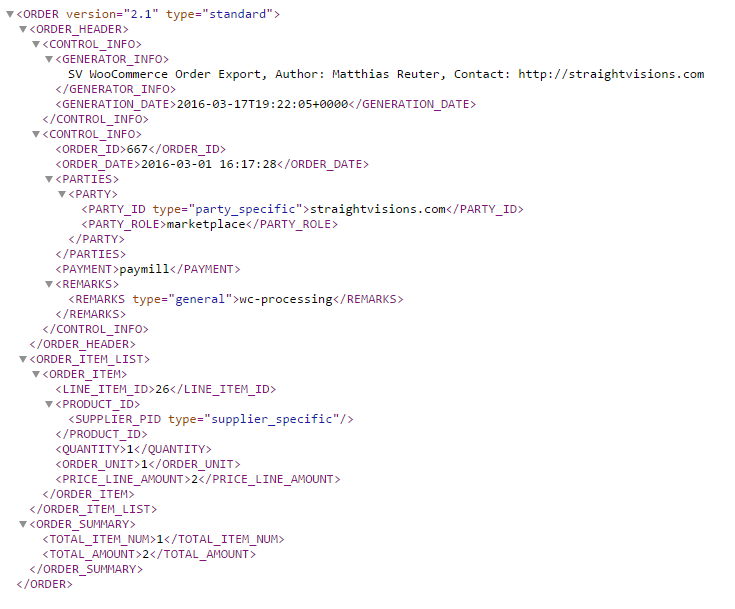 <ORDER version="2.1" type="standard">
<ORDER_HEADER>
<CONTROL_INFO>
<GENERATOR_INFO>
SV WooCommerce Order Export, Author: Matthias Reuter, Contact: http://straightvisions.com
</GENERATOR_INFO>
<GENERATION_DATE>2016-03-17T19:22:05+0000</GENERATION_DATE>
</CONTROL_INFO>
<CONTROL_INFO>
<ORDER_ID>667</ORDER_ID>
<ORDER_DATE>2016-03-01 16:17:28</ORDER_DATE>
<PARTIES>
<PARTY>
<PARTY_ID type="party_specific">straightvisions.com</PARTY_ID>
<PARTY_ROLE>marketplace</PARTY_ROLE>
</PARTY>
</PARTIES>
<PAYMENT>paymill</PAYMENT>
<REMARKS>
<REMARKS type="general">wc-processing</REMARKS>
</REMARKS>
</CONTROL_INFO>
</ORDER_HEADER>
<ORDER_ITEM_LIST>
<ORDER_ITEM>
<LINE_ITEM_ID>26</LINE_ITEM_ID>
<PRODUCT_ID>
<SUPPLIER_PID type="supplier_specific"/>
</PRODUCT_ID>
<QUANTITY>1</QUANTITY>
<ORDER_UNIT>1</ORDER_UNIT>
<PRICE_LINE_AMOUNT>2</PRICE_LINE_AMOUNT>
</ORDER_ITEM>
</ORDER_ITEM_LIST>
<ORDER_SUMMARY>
<TOTAL_ITEM_NUM>1</TOTAL_ITEM_NUM>
<TOTAL_AMOUNT>2</TOTAL_AMOUNT>
</ORDER_SUMMARY>
</ORDER>